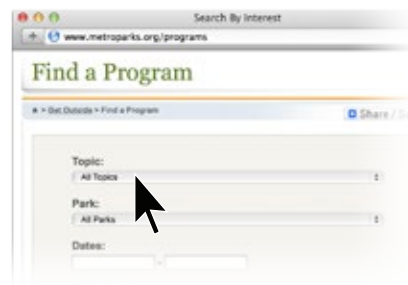 Search By Interest
+ www.metroparks.org/programs
Find a Program
> Get Outside > Find a Program
Share /
Topic:
All Topics
Park:
All Parks
Dates:
-